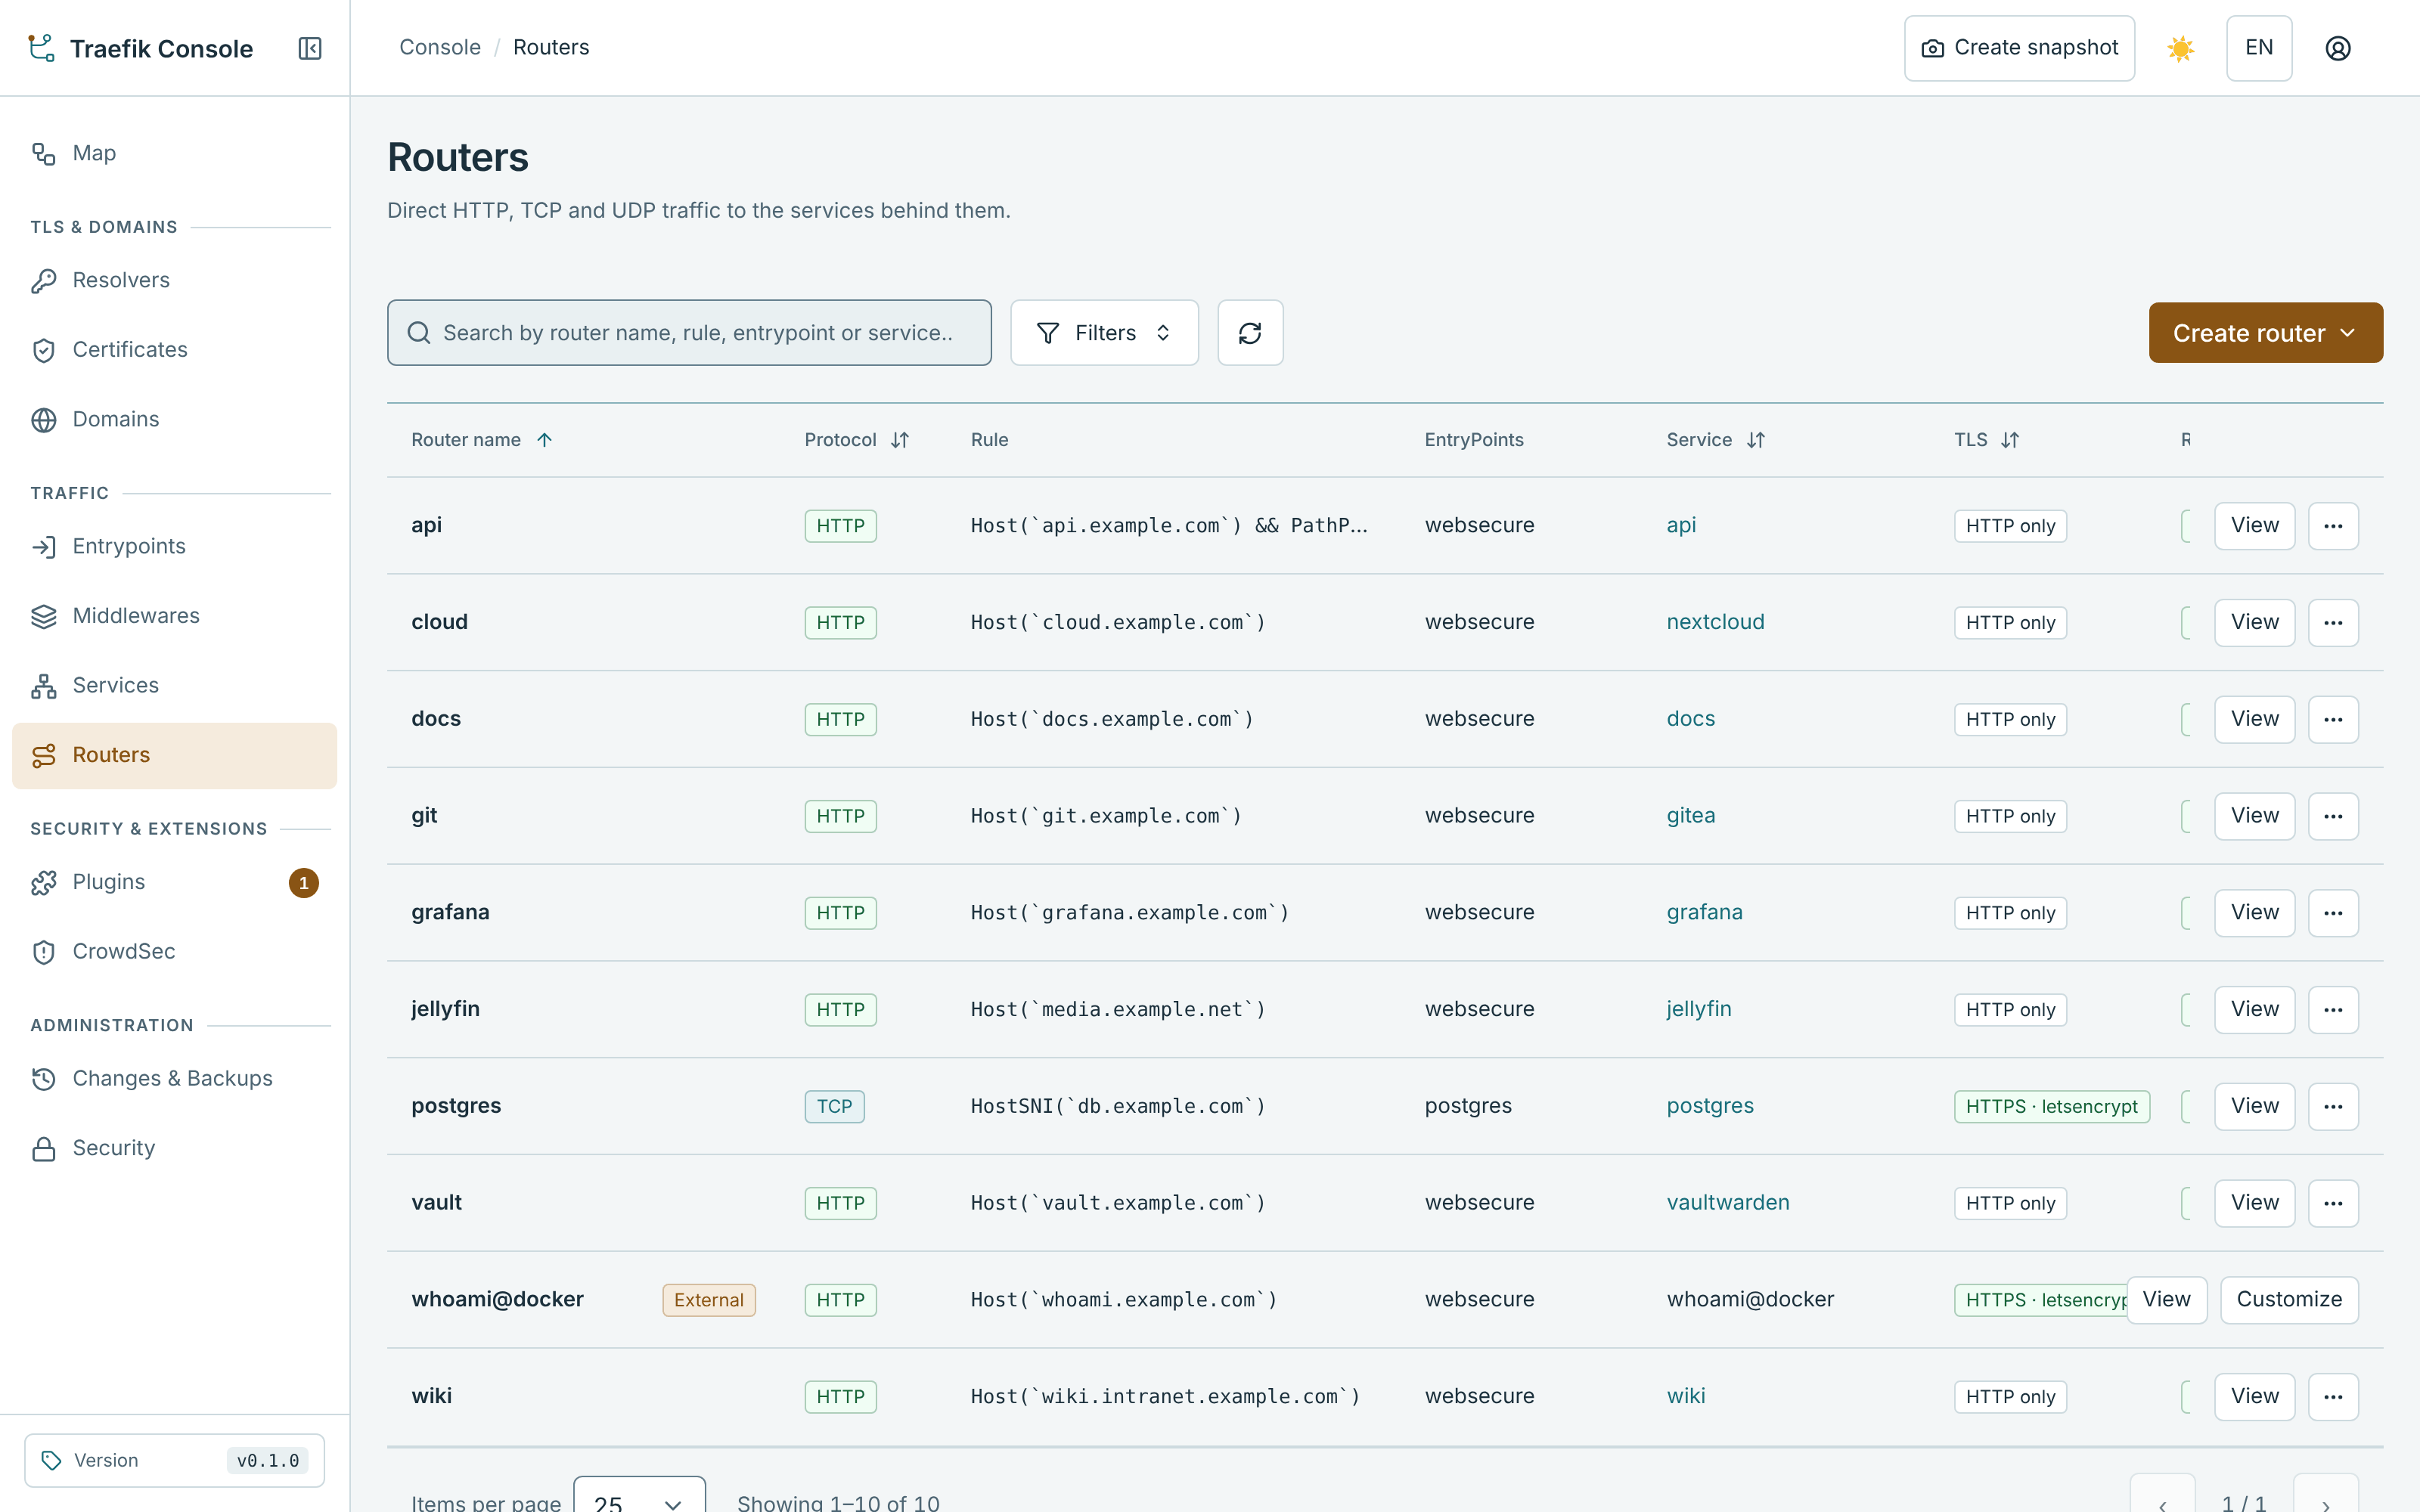 Traefik Console
Console / Routers
Create snapshot
EN
Map
TLS & DOMAINS
Resolvers
Certificates
Domains
TRAFFIC
Entrypoints
Middlewares
Services
Routers
SECURITY & EXTENSIONS
Plugins 1
CrowdSec
ADMINISTRATION
Changes & Backups
Security
Version v0.1.0
Routers
Direct HTTP, TCP and UDP traffic to the services behind them.
Search by router name, rule, entrypoint or service..
Filters
Create router
Router name Protocol Rule EntryPoints Service TLS
api HTTP Host(`api.example.com`) && PathP... websecure api HTTP only View
cloud HTTP Host(`cloud.example.com`) websecure nextcloud HTTP only View
docs HTTP Host(`docs.example.com`) websecure docs HTTP only View
git HTTP Host(`git.example.com`) websecure gitea HTTP only View
grafana HTTP Host(`grafana.example.com`) websecure grafana HTTP only View
jellyfin HTTP Host(`media.example.net`) websecure jellyfin HTTP only View
postgres TCP HostSNI(`db.example.com`) postgres postgres HTTPS · letsencrypt View
vault HTTP Host(`vault.example.com`) websecure vaultwarden HTTP only View
whoami@docker External HTTP Host(`whoami.example.com`) websecure whoami@docker HTTPS · letsencryp View Customize
wiki HTTP Host(`wiki.intranet.example.com`) websecure wiki HTTP only View
Items per page 25 Showing 1–10 of 10 ‹ 1 / 1 ›